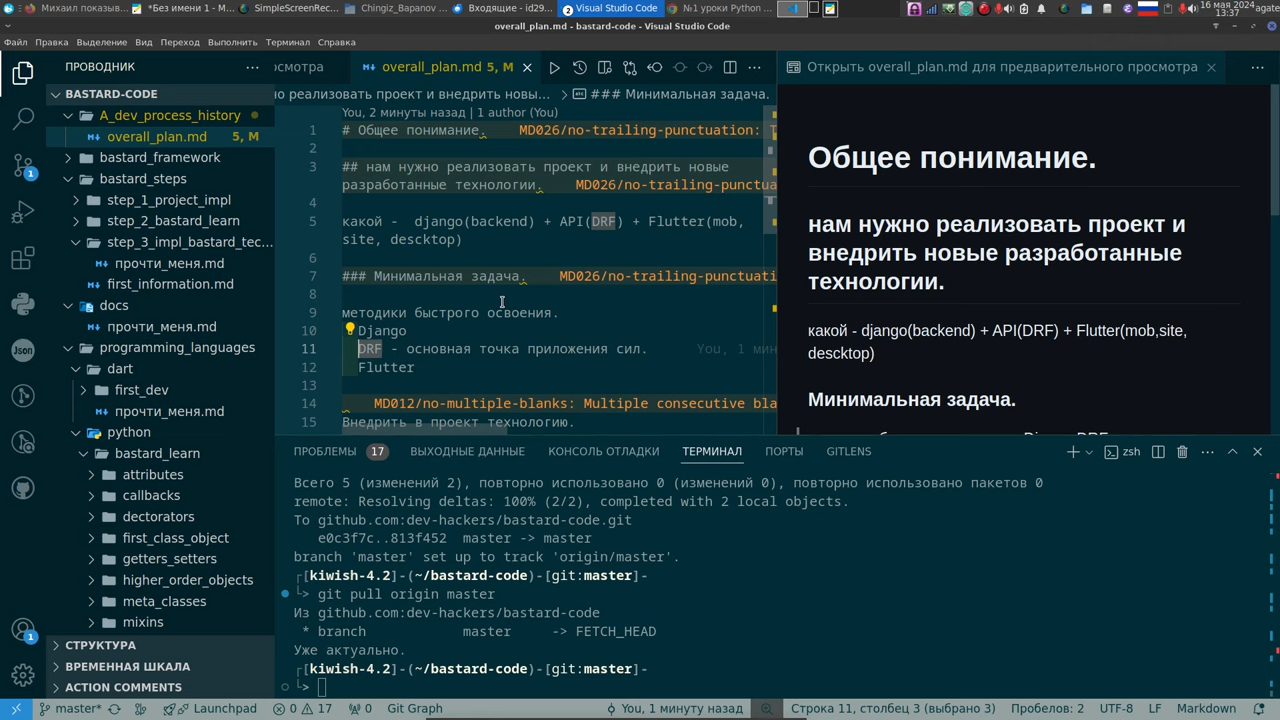 Михаил показыв.
*Без имени 1 - М.
SimpleScreenRec...
Chingiz_Bapanov
Входящие - id2sv...
2 Visual Studio Code
№1 уроки Python ...
16 мая 2024
13:37
agate
overall_plan.md - bastard-code - Visual Studio Code
Файл Правка Выделение Вид Переход Выполнить Терминал Справка
ПРОВОДНИК
BASTARD-CODE
A_dev_process_history
overall_plan.md 5, M
bastard_framework
bastard_steps
step_1_project_impl
step_2_bastard_learn
step_3_impl_bastard_tec...
прочти_меня.md
first_information.md
docs
прочти_меня.md
programming_languages
dart
first_dev
прочти_меня.md
python
bastard_learn
attributes
callbacks
dectorators
first_class_object
getters_setters
higher_order_objects
meta_classes
mixins
СТРУКТУРА
ВРЕМЕННАЯ ШКАЛА
ACTION COMMENTS
1
1
осмотра
overall_plan.md 5, M
но реализовать проект и внедрить новы... ### Минимальная задача.
You, 2 минуты назад | 1 author (You)
1 # Общее понимание. MD026/no-trailing-punctuation: T
2
3 ## нам нужно реализовать проект и внедрить новые
разработанные технологии. MD026/no-trailing-punctua
4
5 какой - django(backend) + API(DRF) + Flutter(mob,
site, descktop)
6
7 ### Минимальная задача. MD026/no-trailing-punctuati
8
9 методики быстрого освоения.
10 Django
11 DRF - основная точка приложения сил. You, 1 мин
12 Flutter
13
14 MD012/no-multiple-blanks: Multiple consecutive bla
15 Внедрить в проект технологию.
Открыть overall_plan.md для предварительного просмотра
Общее понимание.
нам нужно реализовать проект и
внедрить новые разработанные
технологии.
какой - django(backend) + API(DRF) + Flutter(mob,site,
descktop)
Минимальная задача.
ПРОБЛЕМЫ 17 ВЫХОДНЫЕ ДАННЫЕ КОНСОЛЬ ОТЛАДКИ ТЕРМИНАЛ ПОРТЫ GITLENS
zsh
Всего 5 (изменений 2), повторно использовано 0 (изменений 0), повторно использовано пакетов 0
remote: Resolving deltas: 100% (2/2), completed with 2 local objects.
To github.com:dev-hackers/bastard-code.git
e0c3f7c..813f452 master -> master
branch 'master' set up to track 'origin/master'.
┌[kiwish-4.2]-(~/bastard-code)-[git:master]-
└> git pull origin master
Из github.com:dev-hackers/bastard-code
* branch master -> FETCH_HEAD
Уже актуально.
┌[kiwish-4.2]-(~/bastard-code)-[git:master]-
└>
master* Launchpad 0 17 0 Git Graph You, 1 минуту назад Строка 11, столбец 3 (выбрано 3) Пробелов: 2 UTF-8 LF Markdown